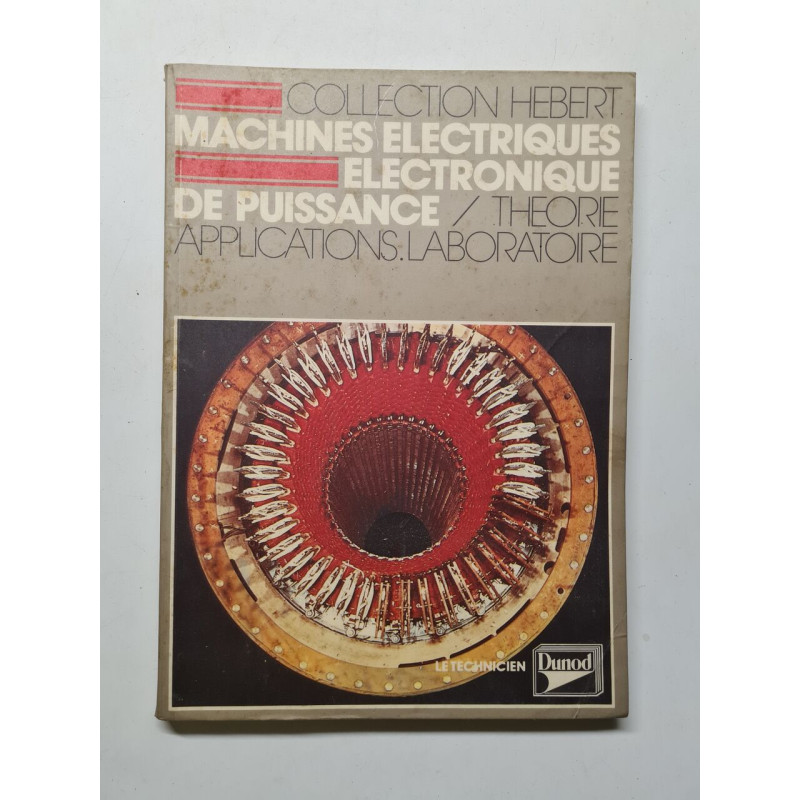 COLLECTION HEBERT
MACHINES ELECTRIQUES
ELECTRONIQUE
DE PUISSANCE / THEORIE
APPLICATIONS.LABORATOIRE
LE TECHNICIEN
Dunod